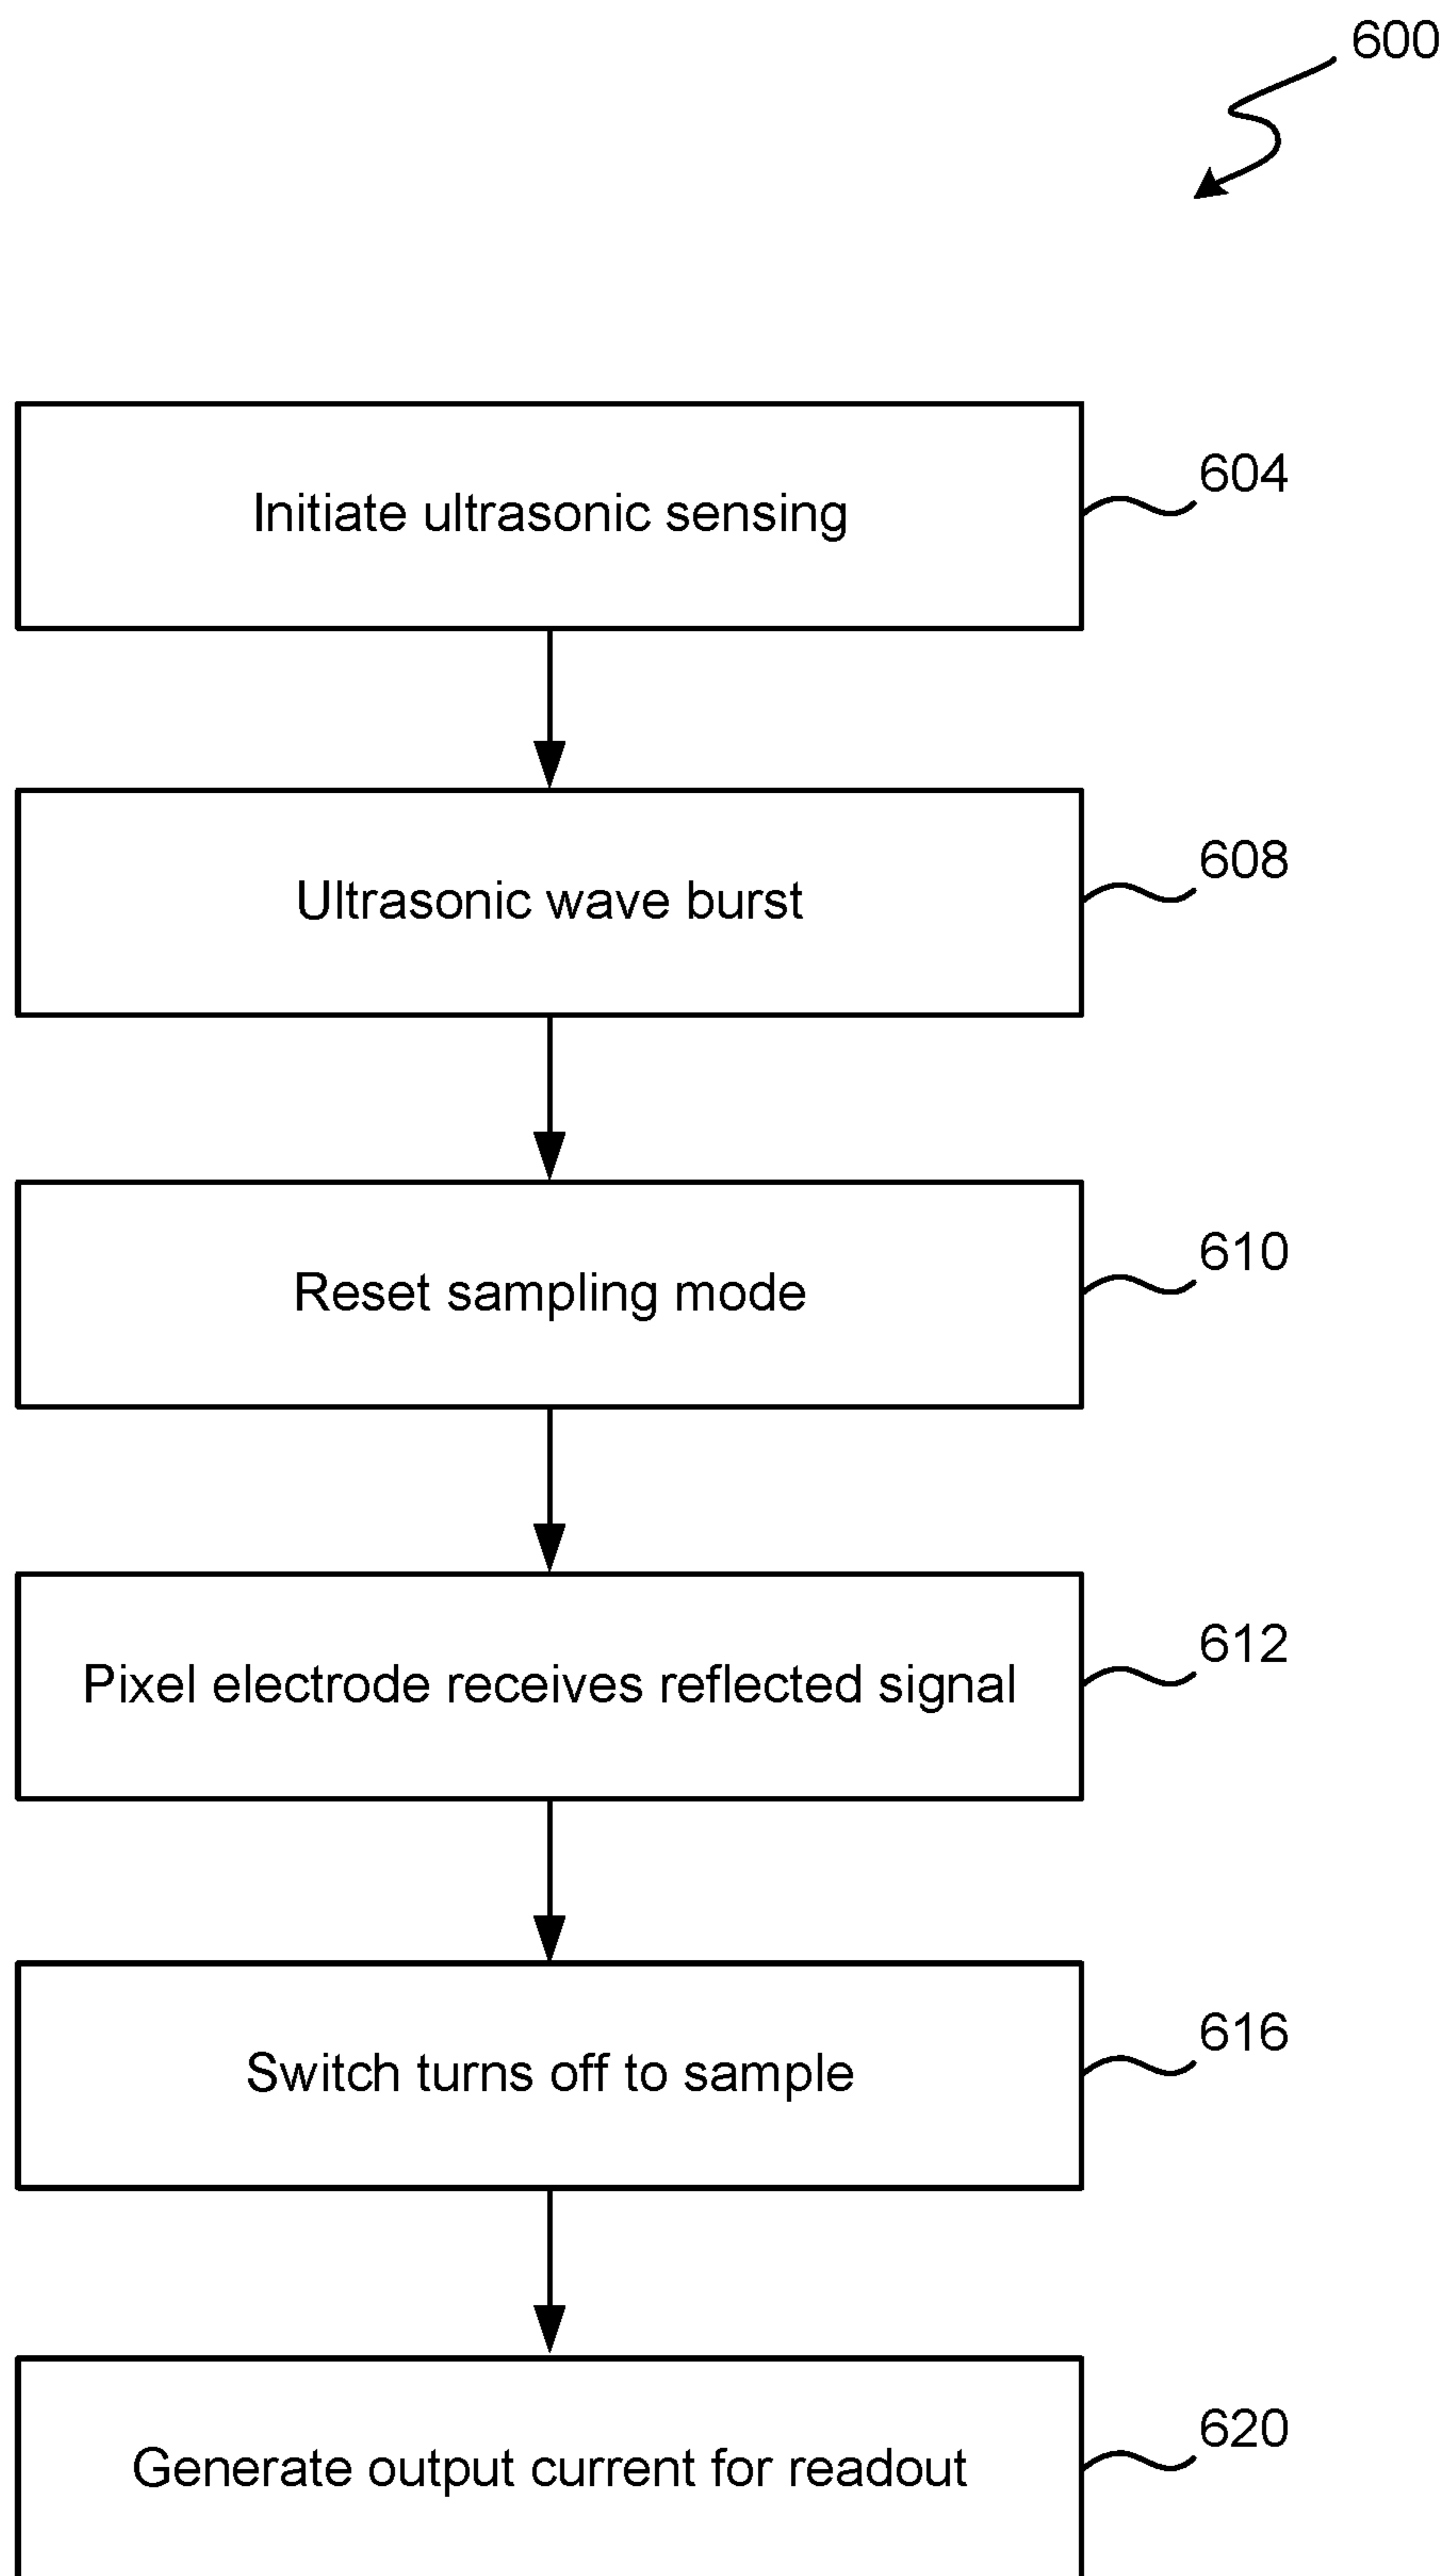 600
Initiate ultrasonic sensing
604
Ultrasonic wave burst
608
Reset sampling mode
610
Pixel electrode receives reflected signal
612
Switch turns off to sample
616
Generate output current for readout
620